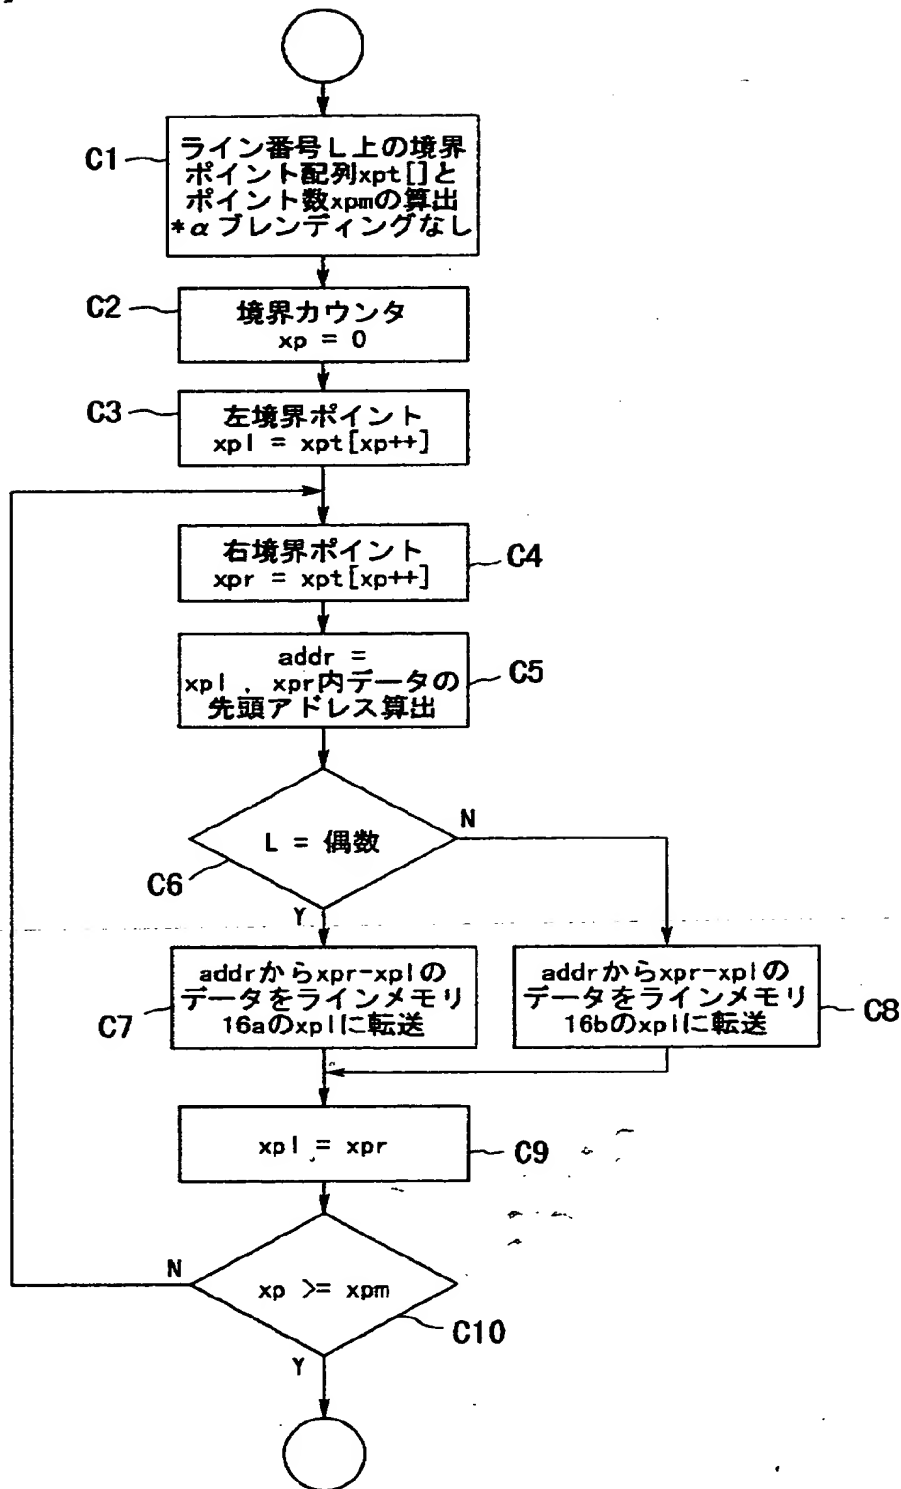 C1
ライン番号L上の境界
ポイント配列xpt[]と
ポイント数xpmの算出
*αブレンディングなし
C2
境界カウンタ
xp = 0
C3
左境界ポイント
xpl = xpt[xp++]
右境界ポイント
xpr = xpt[xp++]
C4
addr =
xpl , xpr内データの
先頭アドレス算出
C5
L = 偶数
N
C6
Y
addrからxpr-xplの
データをラインメモリ
16aのxplに転送
C7
addrからxpr-xplの
データをラインメモリ
16bのxplに転送
C8
xpl = xpr
C9
N
xp >= xpm
C10
Y